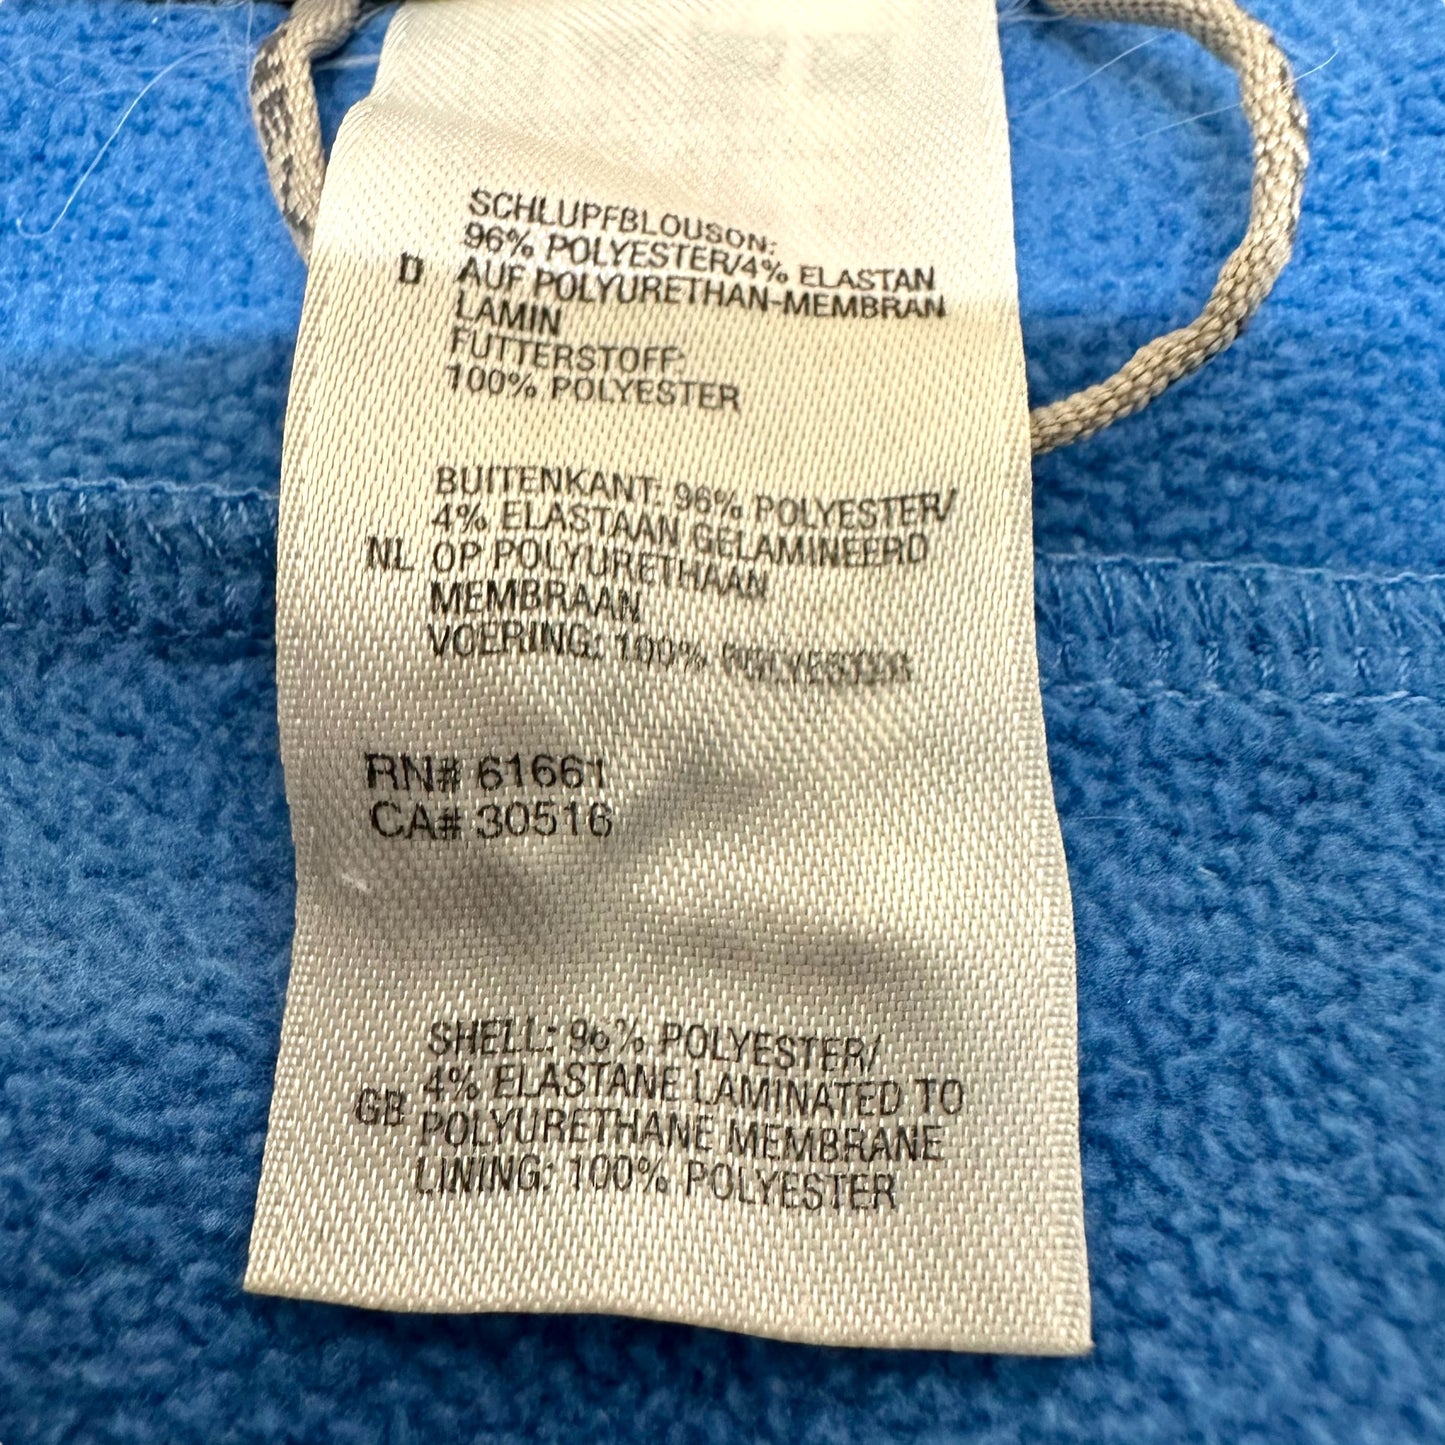 SCHLUPFBLOUSON:
96% POLYESTER/4% ELASTAN
D AUF POLYURETHAN-MEMBRAN
LAMIN
FUTTERSTOFF:
100% POLYESTER
BUITENKANT: 96% POLYESTER/
4% ELASTAAN GELAMINEERD
NL OP POLYURETHAAN
MEMBRAAN
VOERING: 100% POLYESTER
RN# 61661
CA# 30516
SHELL: 96% POLYESTER/
4% ELASTANE LAMINATED TO
GB POLYURETHANE MEMBRANE
LINING: 100% POLYESTER